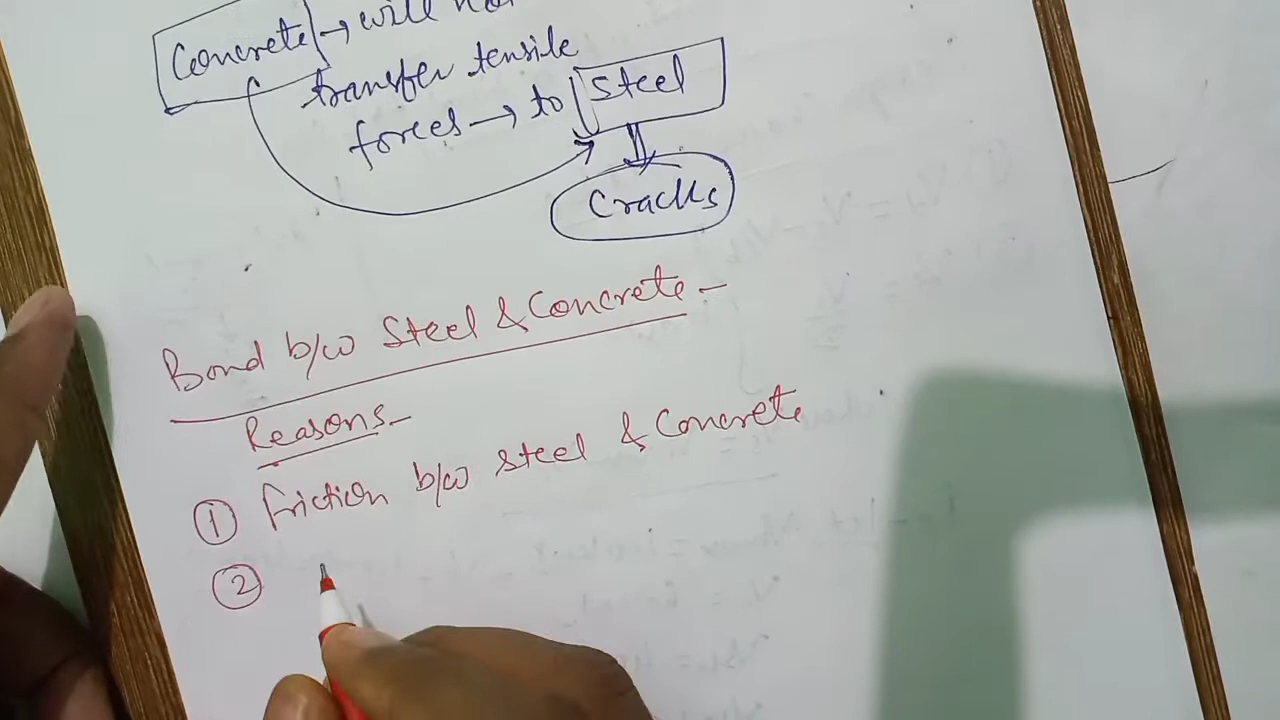 Concrete → will not
transfer tensile
forces → to Steel
Cracks
Bond b/w Steel & Concrete -
Reasons -
① Friction b/w steel & Concrete
②